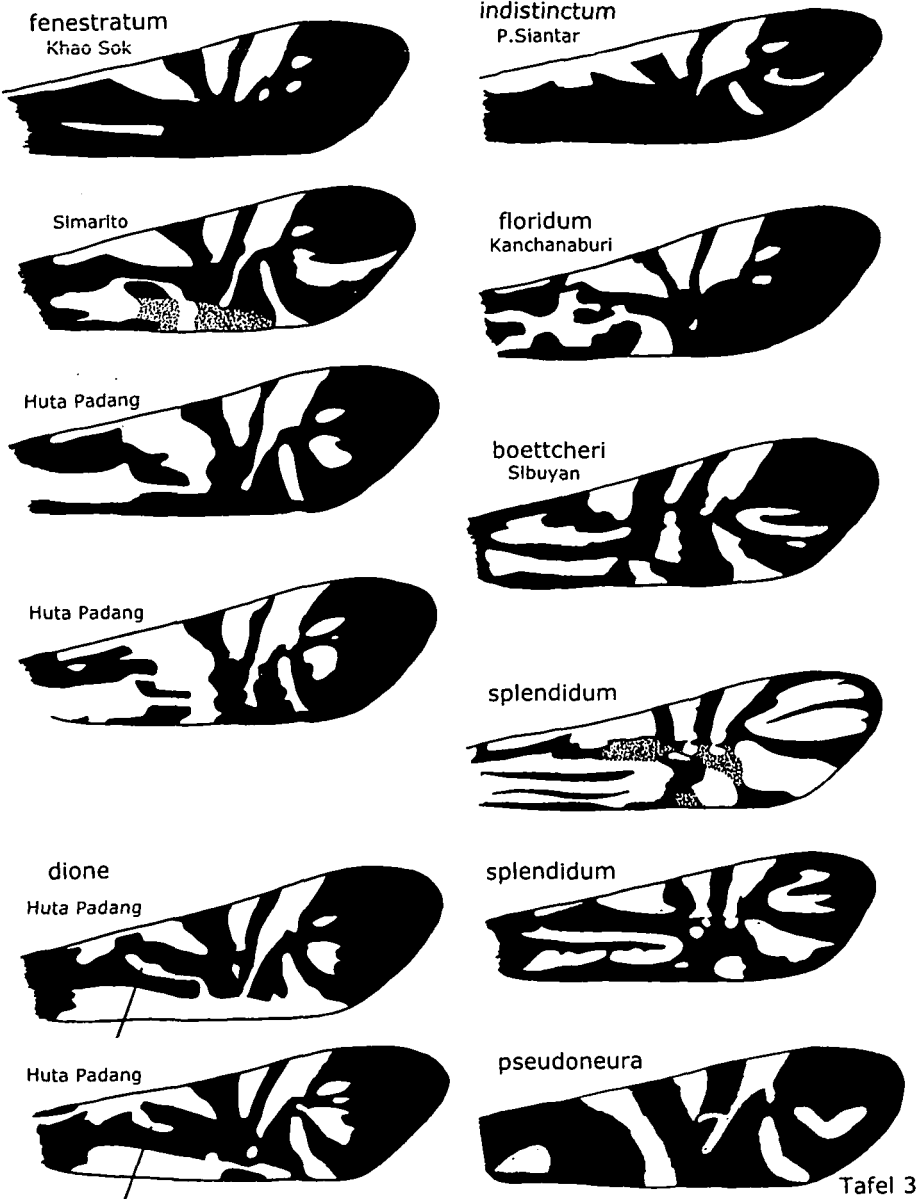 fenestratum
Khao Sok
Simarito
Huta Padang
Huta Padang
dione
Huta Padang
Huta Padang
indistinctum
P.Siantar
floridum
Kanchanaburi
boettcheri
Sibuyan
splendidum
splendidum
pseudoneura
Tafel 3